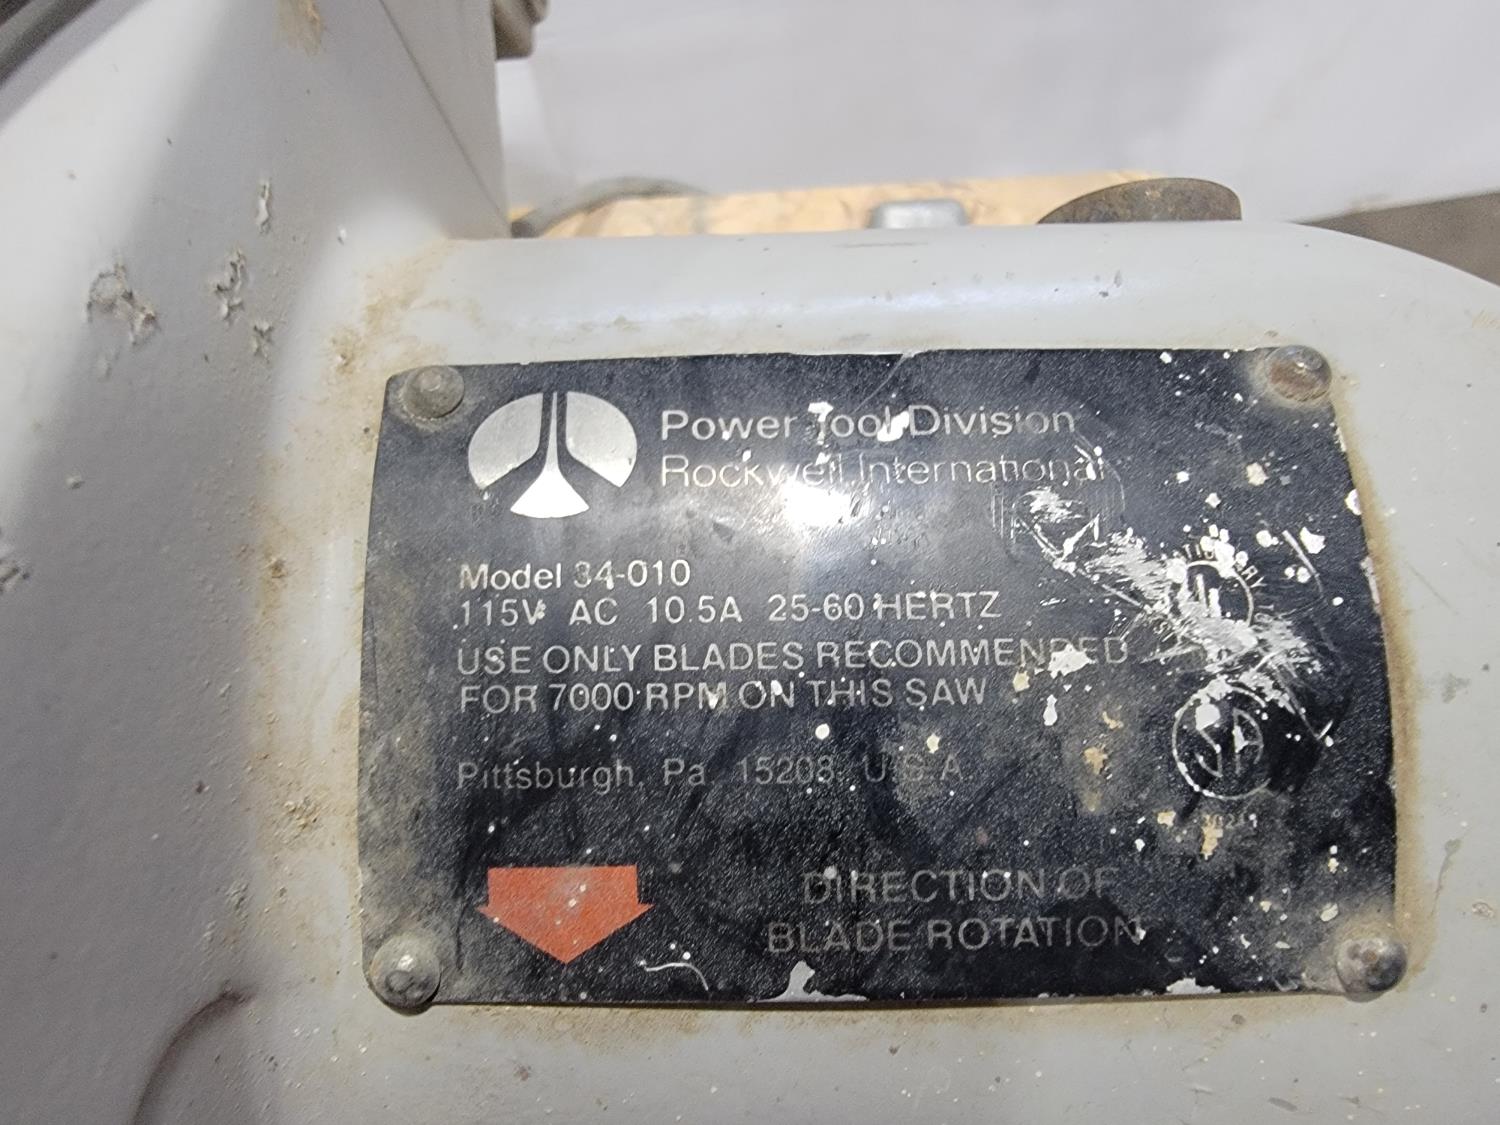 Power Tool Division
Rockwell International
Model 34-010
115V AC 10.5A 25-60 HERTZ
USE ONLY BLADES RECOMMENDED
FOR 7000 RPM ON THIS SAW
Pittsburgh, Pa. 15208 U.S.A
DIRECTION OF
BLADE ROTATION
SA